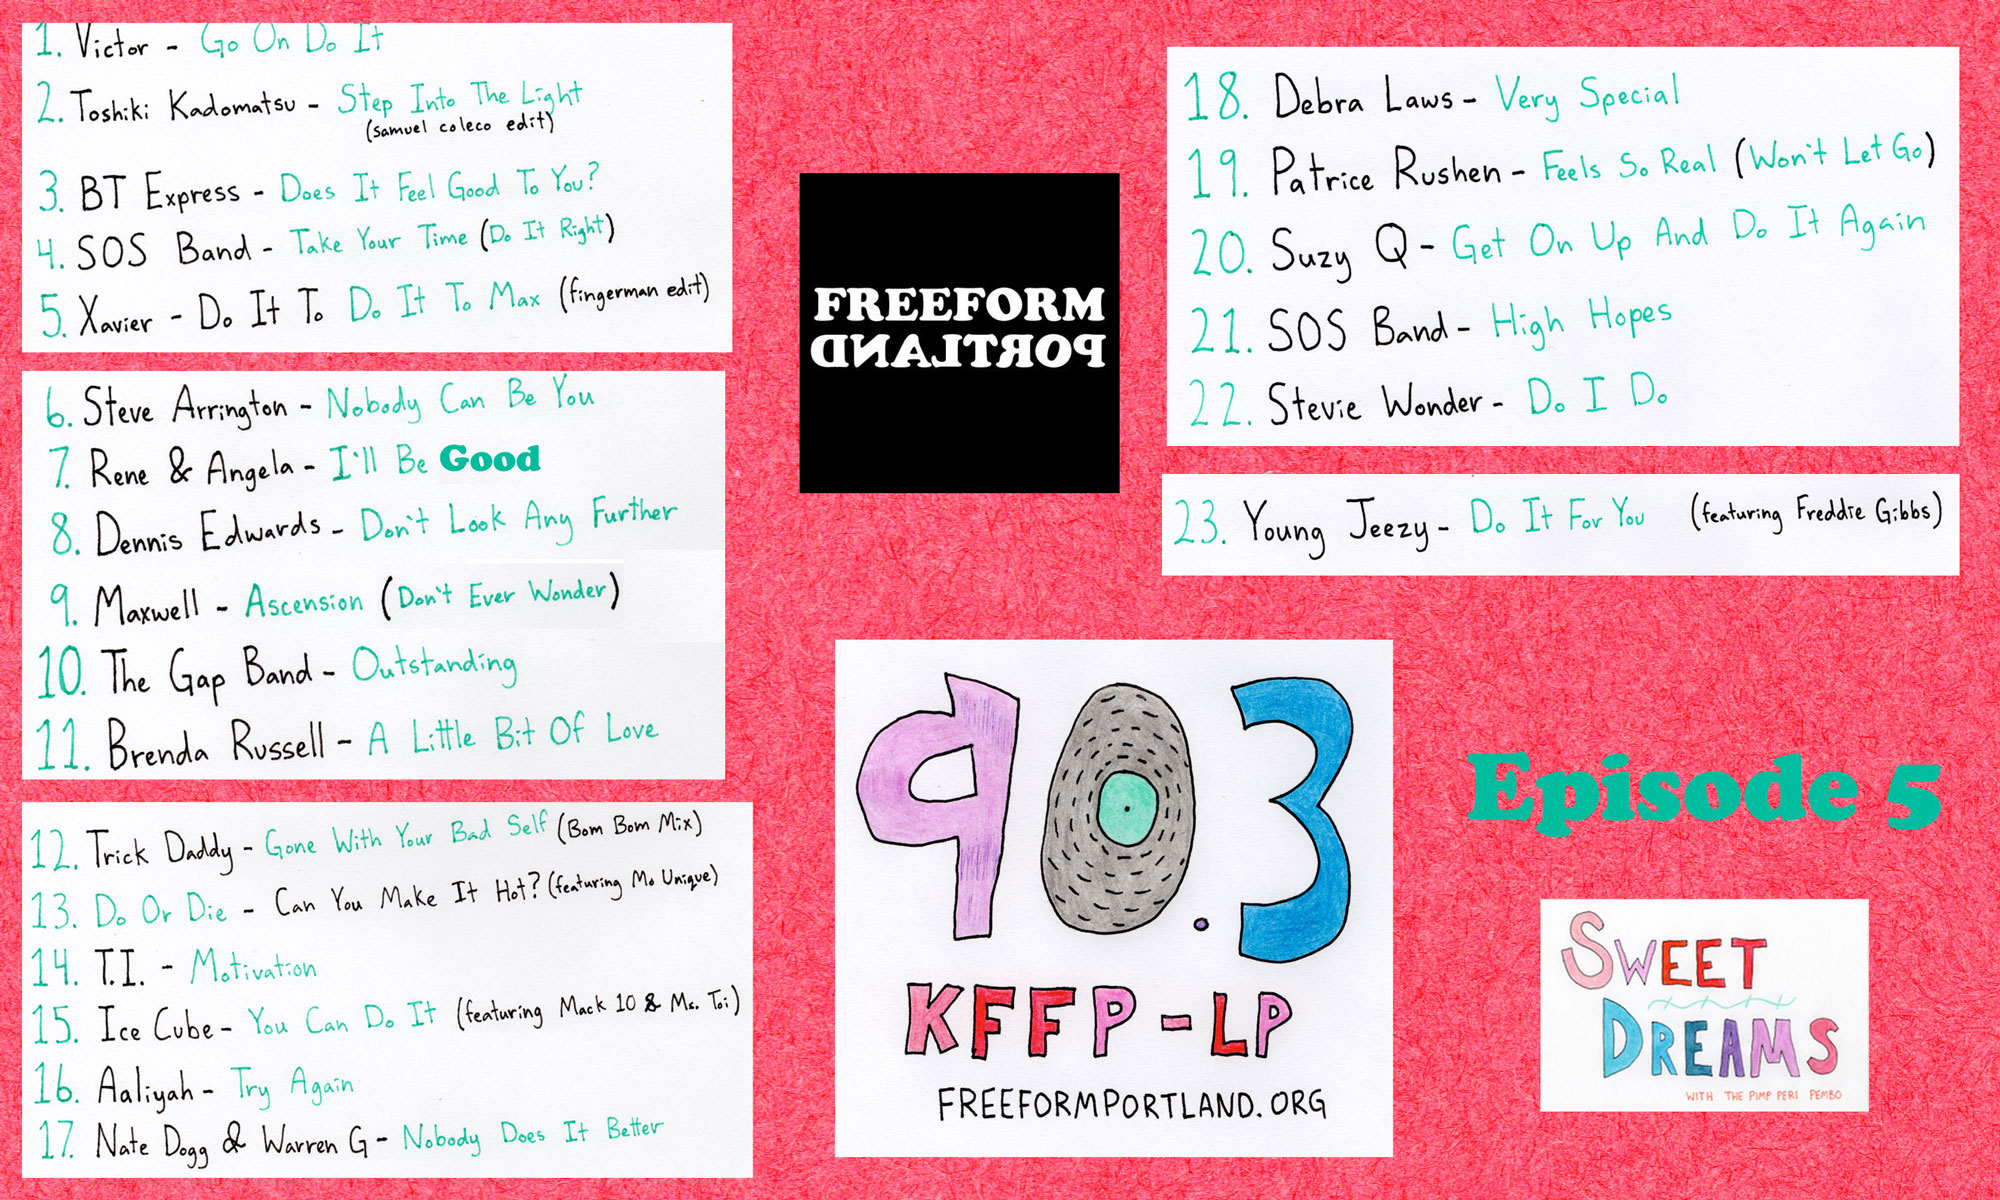 1. Victor - Go On Do It
2. Toshiki Kadomatsu - Step Into The Light
(samuel coleco edit)
3. BT Express - Does It Feel Good To You?
4. SOS Band - Take Your Time (Do It Right)
5. Xavier - Do It To Do It To Max (fingerman edit)
6. Steve Arrington - Nobody Can Be You
7. Rene & Angela - I'll Be Good
8. Dennis Edwards - Don't Look Any Further
9. Maxwell - Ascension (Don't Ever Wonder)
10. The Gap Band - Outstanding
11. Brenda Russell - A Little Bit Of Love
12. Trick Daddy - Gone With Your Bad Self (Bom Bom Mix)
13. Do Or Die - Can You Make It Hot? (featuring Mo Unique)
14. T.I. - Motivation
15. Ice Cube - You Can Do It (featuring Mack 10 & Ms. Toi)
16. Aaliyah - Try Again
17. Nate Dogg & Warren G - Nobody Does It Better
FREEFORM
PORTLAND
18. Debra Laws - Very Special
19. Patrice Rushen - Feels So Real (Won't Let Go)
20. Suzy Q - Get On Up And Do It Again
21. SOS Band - High Hopes
22. Stevie Wonder - Do I Do
23. Young Jeezy - Do It For You (featuring Freddie Gibbs)
90.3
KFFP-LP
FREEFORMPORTLAND.ORG
Episode 5
SWEET
DREAMS
WITH THE PIMP PERI PEMBO